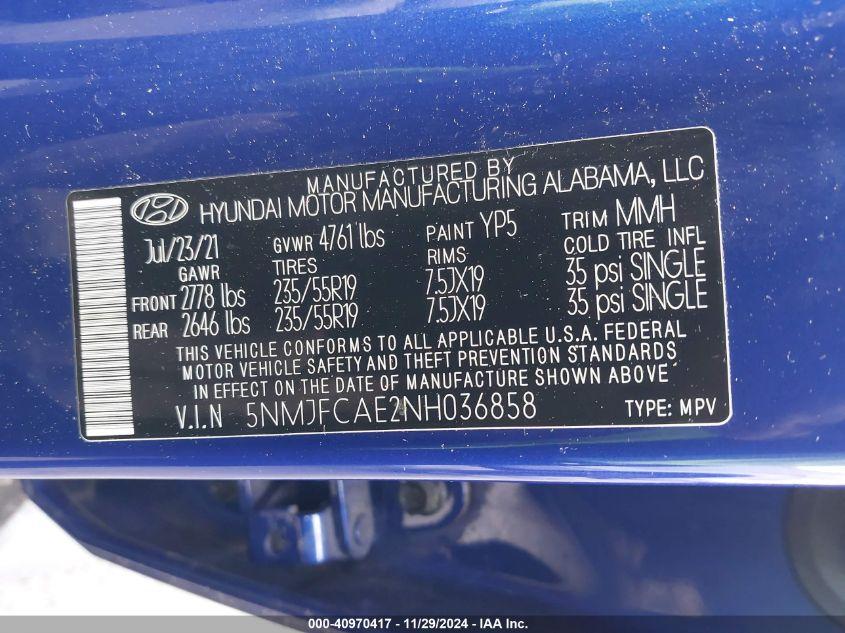 MANUFACTURED BY
HYUNDAI MOTOR MANUFACTURING ALABAMA, LLC
Jul/23/21 GVWR 4761 lbs PAINT YP5 TRIM MMH
GAWR TIRES RIMS COLD TIRE INFL
FRONT 2778 lbs 235/55R19 7.5JX19 35 psi SINGLE
REAR 2646 lbs 235/55R19 7.5JX19 35 psi SINGLE
THIS VEHICLE CONFORMS TO ALL APPLICABLE U.S.A. FEDERAL
MOTOR VEHICLE SAFETY AND THEFT PREVENTION STANDARDS
IN EFFECT ON THE DATE OF MANUFACTURE SHOWN ABOVE
V.I.N 5NMJFCAE2NH036858 TYPE: MPV
000-40970417 - 11/29/2024 - IAA Inc.